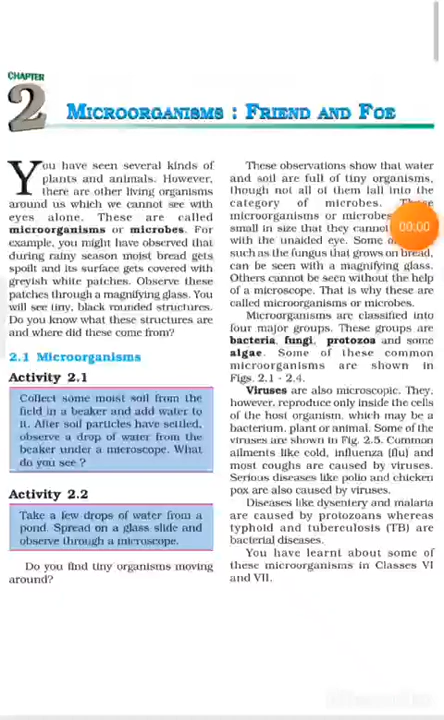 CHAPTER
2
MICROORGANISMS : FRIEND AND FOE
You have seen several kinds of
plants and animals. However,
there are other living organisms
around us which we cannot see with
eyes alone. These are called
microorganisms or microbes. For
example, you might have observed that
during rainy season moist bread gets
spoilt and its surface gets covered with
greyish white patches. Observe these
patches through a magnifying glass. You
will see tiny, black rounded structures.
Do you know what these structures are
and where did these come from?
2.1 Microorganisms
Activity 2.1
Collect some moist soil from the
field in a beaker and add water to
it. After soil particles have settled,
observe a drop of water from the
beaker under a microscope. What
do you see ?
Activity 2.2
Take a few drops of water from a
pond. Spread on a glass slide and
observe through a microscope.
Do you find tiny organisms moving
around?
These observations show that water
and soil are full of tiny organisms,
though not all of them fall into the
category of microbes. These
microorganisms or microbes
small in size that they cannot
with the unaided eye. Some
00:00
such as the fungus that grows on bread,
can be seen with a magnifying glass.
Others cannot be seen without the help
of a microscope. That is why these are
called microorganisms or microbes.
Microorganisms are classified into
four major groups. These groups are
bacteria, fungi, protozoa and some
algae. Some of these common
microorganisms are shown in
Figs. 2.1 - 2.4.
Viruses are also microscopic. They,
however, reproduce only inside the cells
of the host organism, which may be a
bacterium, plant or animal. Some of the
viruses are shown in Fig. 2.5. Common
ailments like cold, influenza (flu) and
most coughs are caused by viruses.
Serious diseases like polio and chicken
pox are also caused by viruses.
Diseases like dysentery and malaria
are caused by protozoans whereas
typhoid and tuberculosis (TB) are
bacterial diseases.
You have learnt about some of
these microorganisms in Classes VI
and VII.